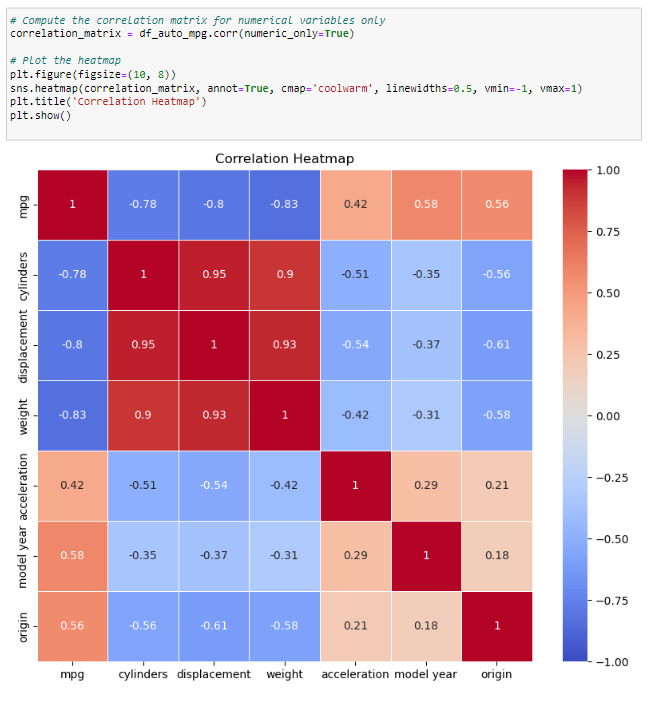 # Compute the correlation matrix for numerical variables only
correlation_matrix = df_auto_mpg.corr(numeric_only=True)
# Plot the heatmap
plt.figure(figsize=(10, 8))
sns.heatmap(correlation_matrix, annot=True, cmap='coolwarm', linewidths=0.5, vmin=-1, vmax=1)
plt.title('Correlation Heatmap')
plt.show()
Correlation Heatmap
mpg 1 -0.78 -0.8 -0.83 0.42 0.58 0.56
cylinders -0.78 1 0.95 0.9 -0.51 -0.35 -0.56
displacement -0.8 0.95 1 0.93 -0.54 -0.37 -0.61
weight -0.83 0.9 0.93 1 -0.42 -0.31 -0.58
acceleration 0.42 -0.51 -0.54 -0.42 1 0.29 0.21
model year 0.58 -0.35 -0.37 -0.31 0.29 1 0.18
origin 0.56 -0.56 -0.61 -0.58 0.21 0.18 1
mpg cylinders displacement weight acceleration model year origin
1.00
0.75
0.50
0.25
0.00
−0.25
−0.50
−0.75
−1.00